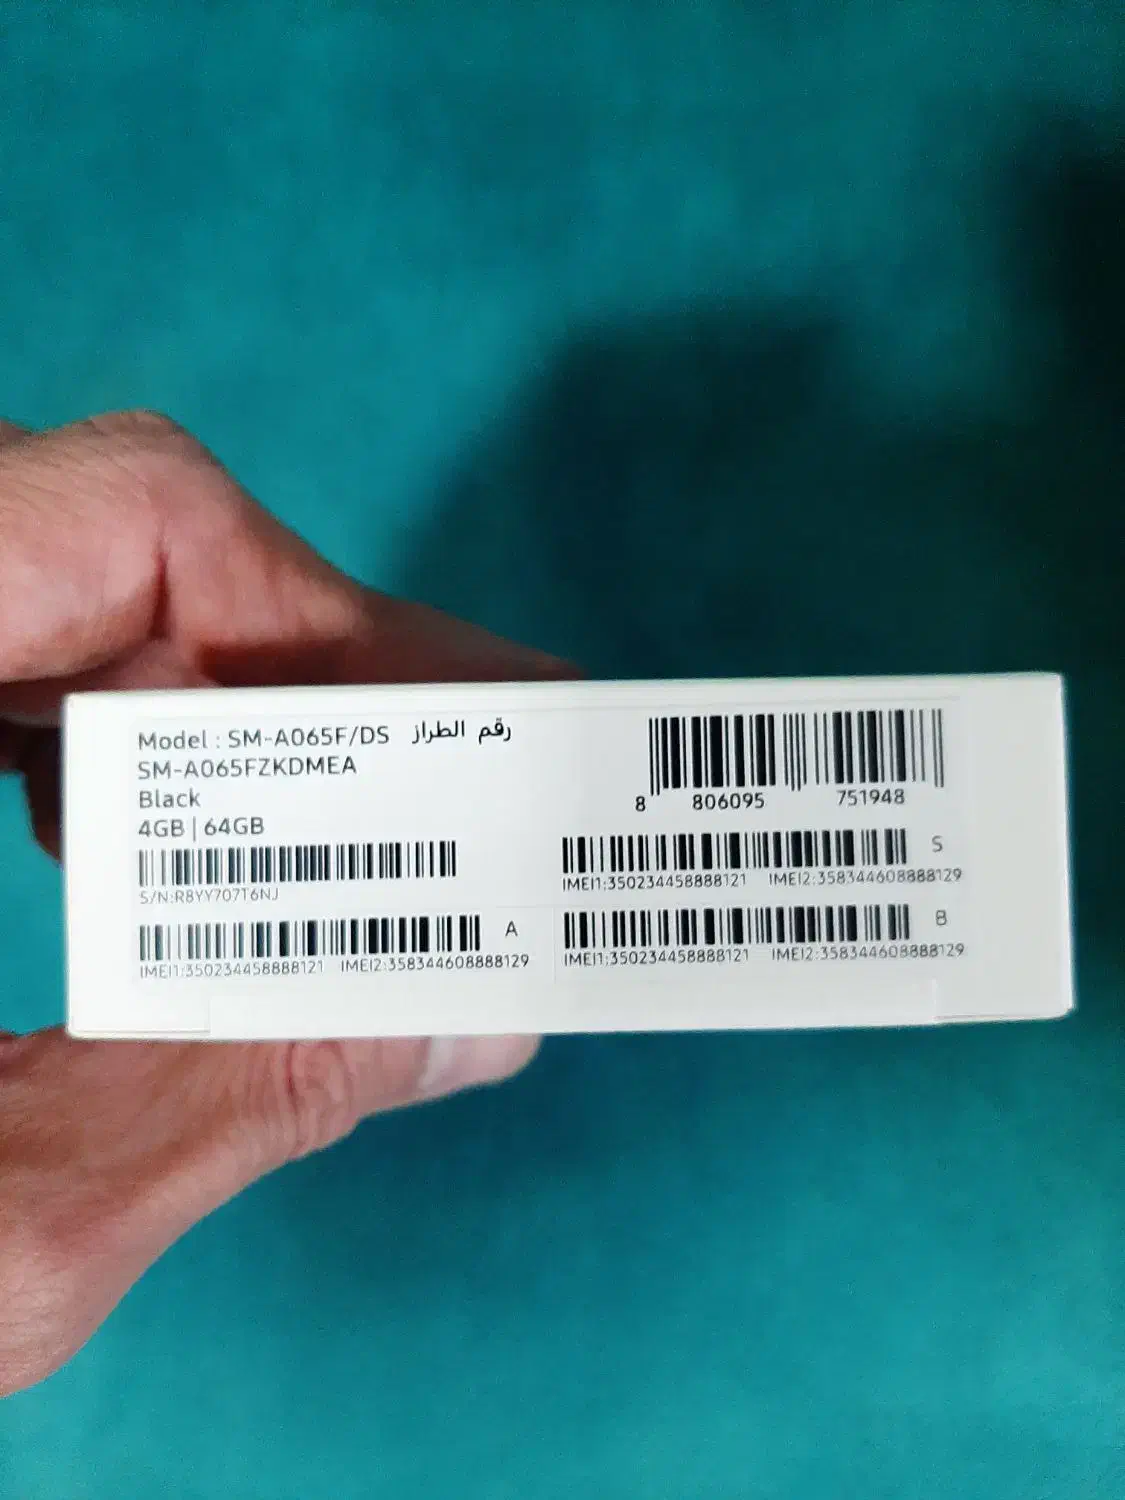 Model : SM-A065F/DS رقم الطراز
SM-A065FZKDMEA
Black
4GB | 64GB
S/N:R8YY707T6NJ
8 806095 751948
S
IMEI1:350234458888121 IMEI2:358344608888129
A
IMEI1:350234458888121 IMEI2:358344608888129
B
IMEI1:350234458888121 IMEI2:358344608888129